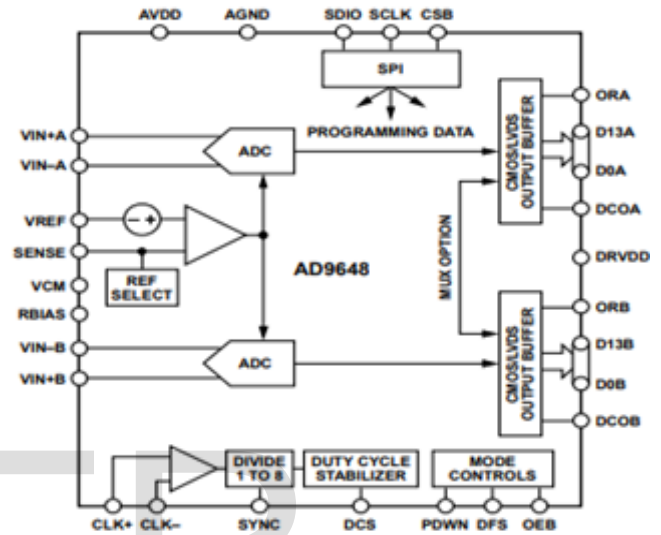 AVDD AGND SDIO SCLK CSB
SPI
PROGRAMMING DATA
VIN+A
VIN–A
ADC
CMOS/LVDS
OUTPUT BUFFER
ORA
D13A
D0A
DCOA
VREF
– +
SENSE
REF
SELECT
AD9648
MUX OPTION
DRVDD
VCM
RBIAS
VIN–B
VIN+B
ADC
CMOS/LVDS
OUTPUT BUFFER
ORB
D13B
D0B
DCOB
DIVIDE
1 TO 8
DUTY CYCLE
STABILIZER
MODE
CONTROLS
CLK+ CLK– SYNC DCS PDWN DFS OEB